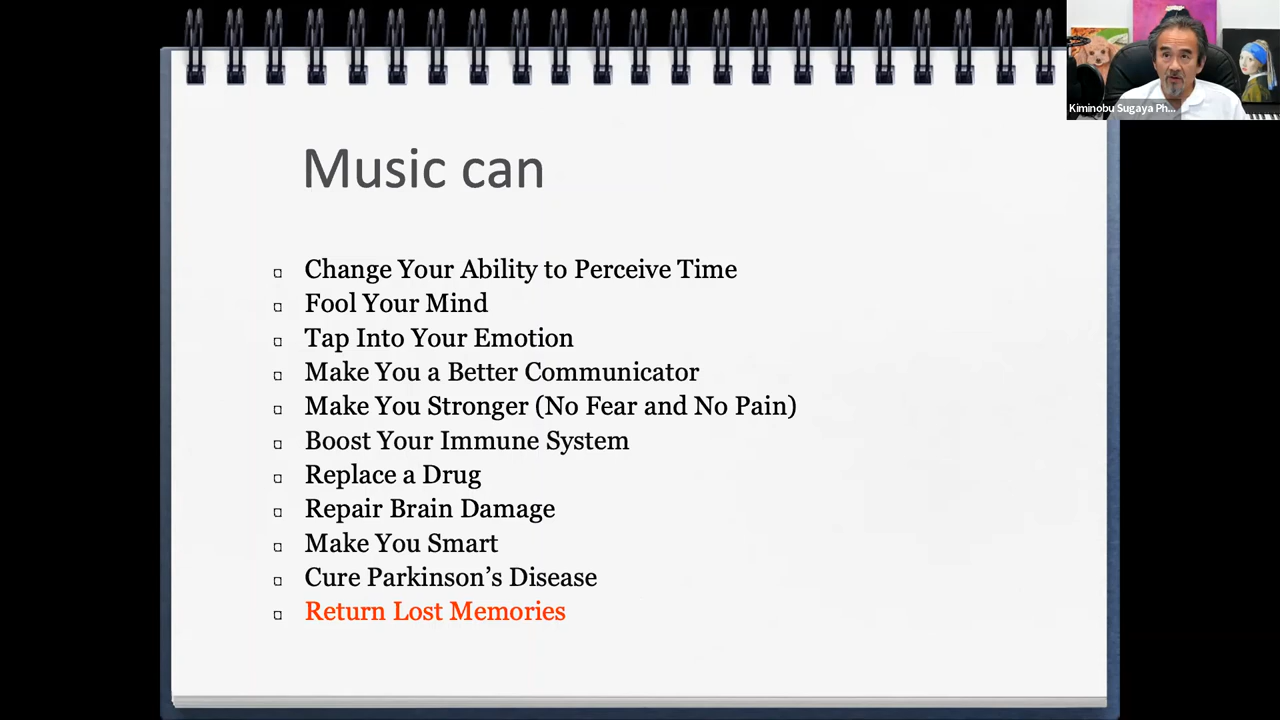 Kiminobu Sugaya Ph...
Music can
Change Your Ability to Perceive Time
Fool Your Mind
Tap Into Your Emotion
Make You a Better Communicator
Make You Stronger (No Fear and No Pain)
Boost Your Immune System
Replace a Drug
Repair Brain Damage
Make You Smart
Cure Parkinson’s Disease
Return Lost Memories